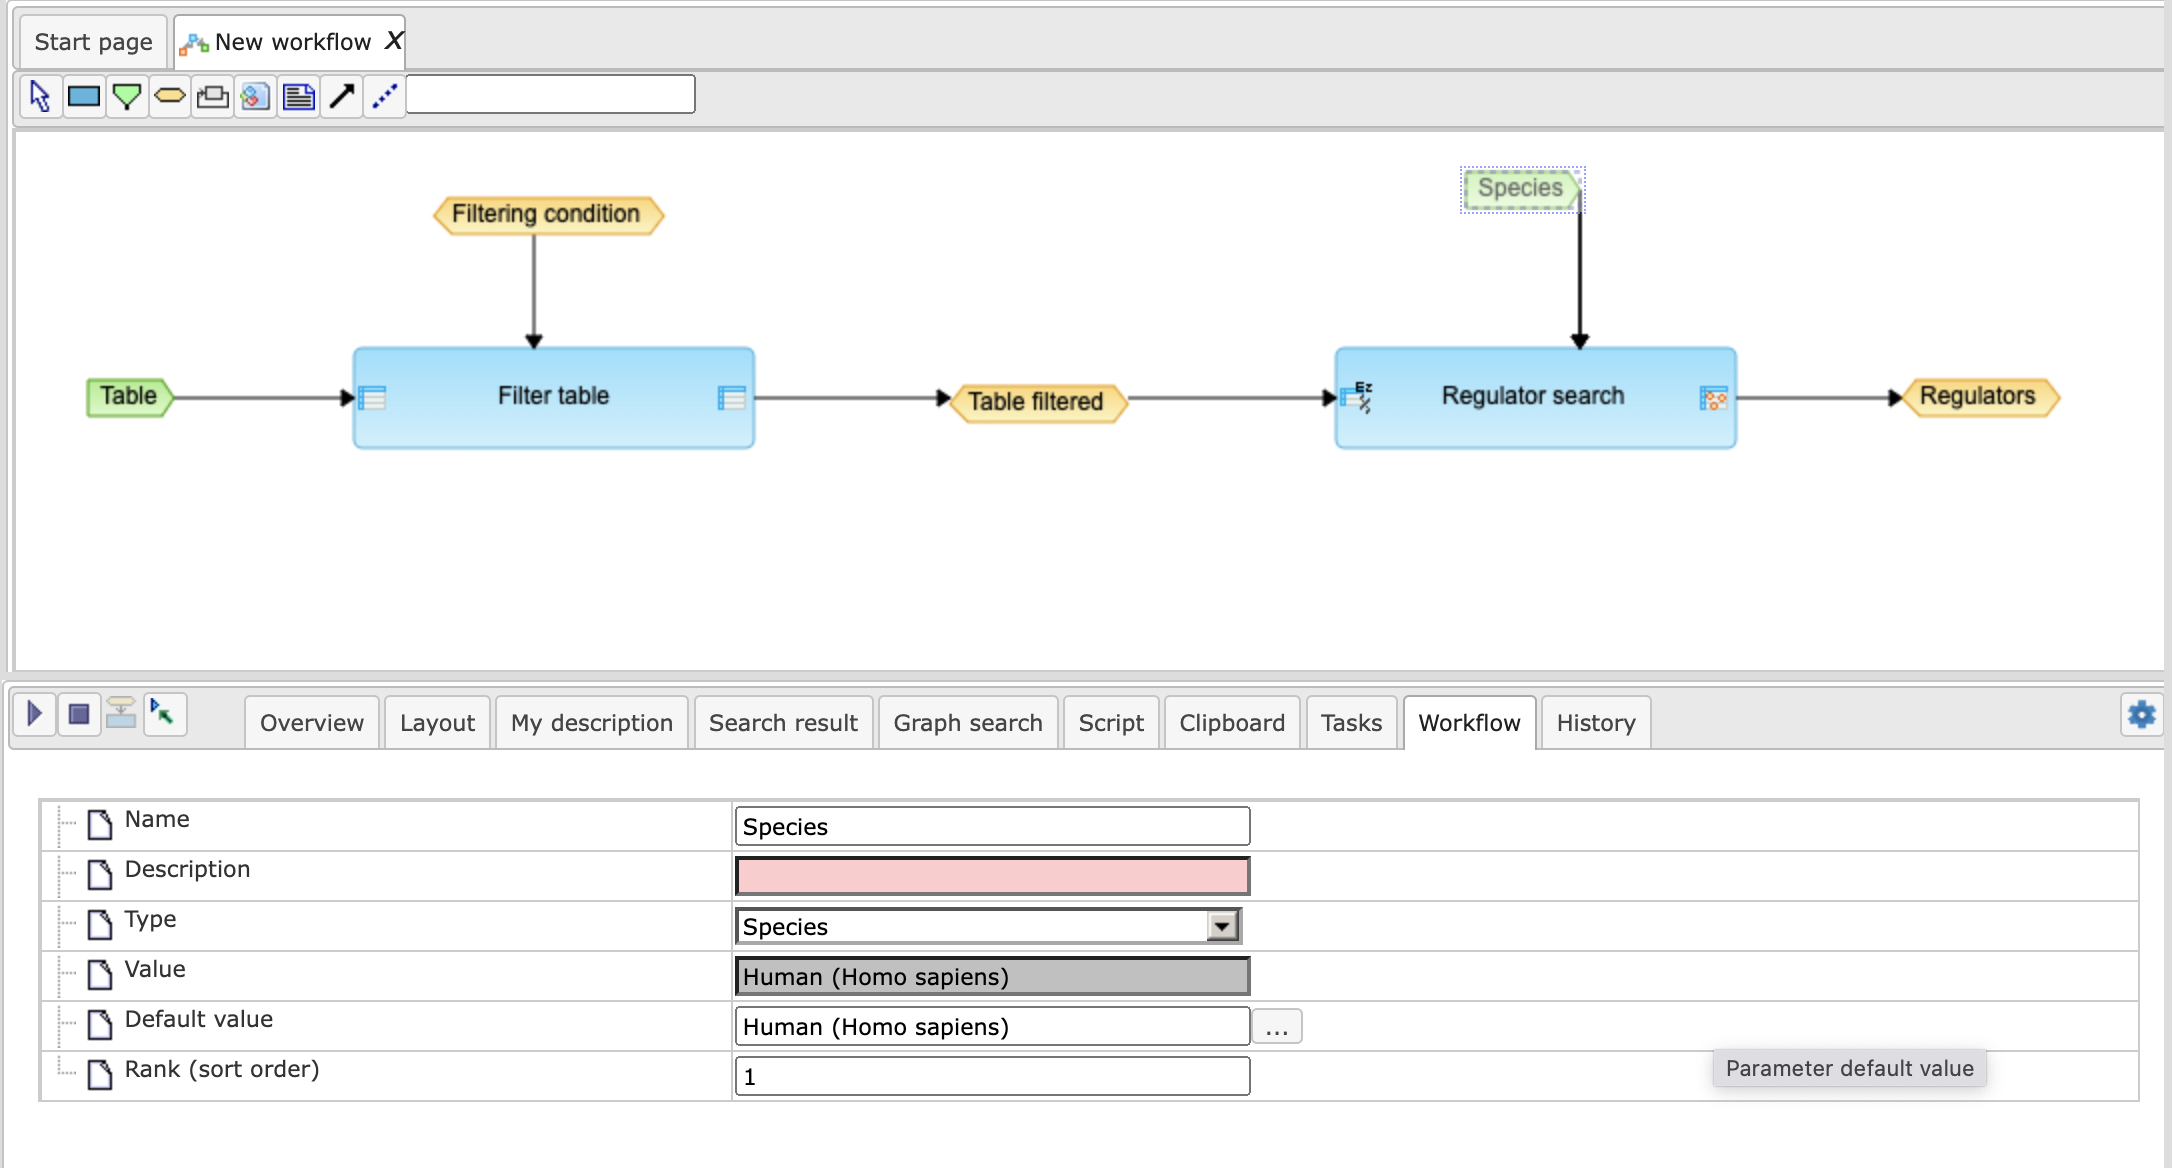 Start page
New workflow X
Species
Filtering condition
Table
Filter table
Table filtered
Ez
Regulator search
Regulators
Overview
Layout
My description
Search result
Graph search
Script
Clipboard
Tasks
Workflow
History
Name
Species
Description
Type
Species
Value
Human (Homo sapiens)
Default value
Human (Homo sapiens)
...
Rank (sort order)
1
Parameter default value